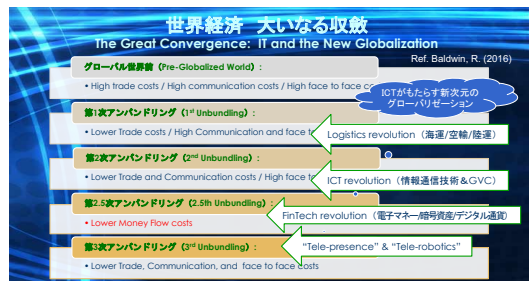 世界経済 大いなる収斂
The Great Convergence: IT and the New Globalization
Ref. Baldwin, R. (2016)
グローバル世界前 (Pre-Globalized World) :
• High trade costs / High communication costs / High face to face
ICTがもたらす新次元の
グローバリゼーション
第1次アンバンドリング (1st Unbundling) :
• Lower Trade costs / High Communication and face
Logistics revolution (海運/空輸/陸運)
第2次アンバンドリング (2nd Unbundling) :
• Lower Trade and Communication costs / High face
ICT revolution (情報通信技術&GVC)
第2.5次アンバンドリング (2.5th Unbundling) :
• Lower Money Flow costs
FinTech revolution (電子マネー/暗号資産/デジタル通貨)
第3次アンバンドリング (3rd Unbundling) :
"Tele-presence" & "Tele-robotics"
• Lower Trade, Communication, and face to face costs